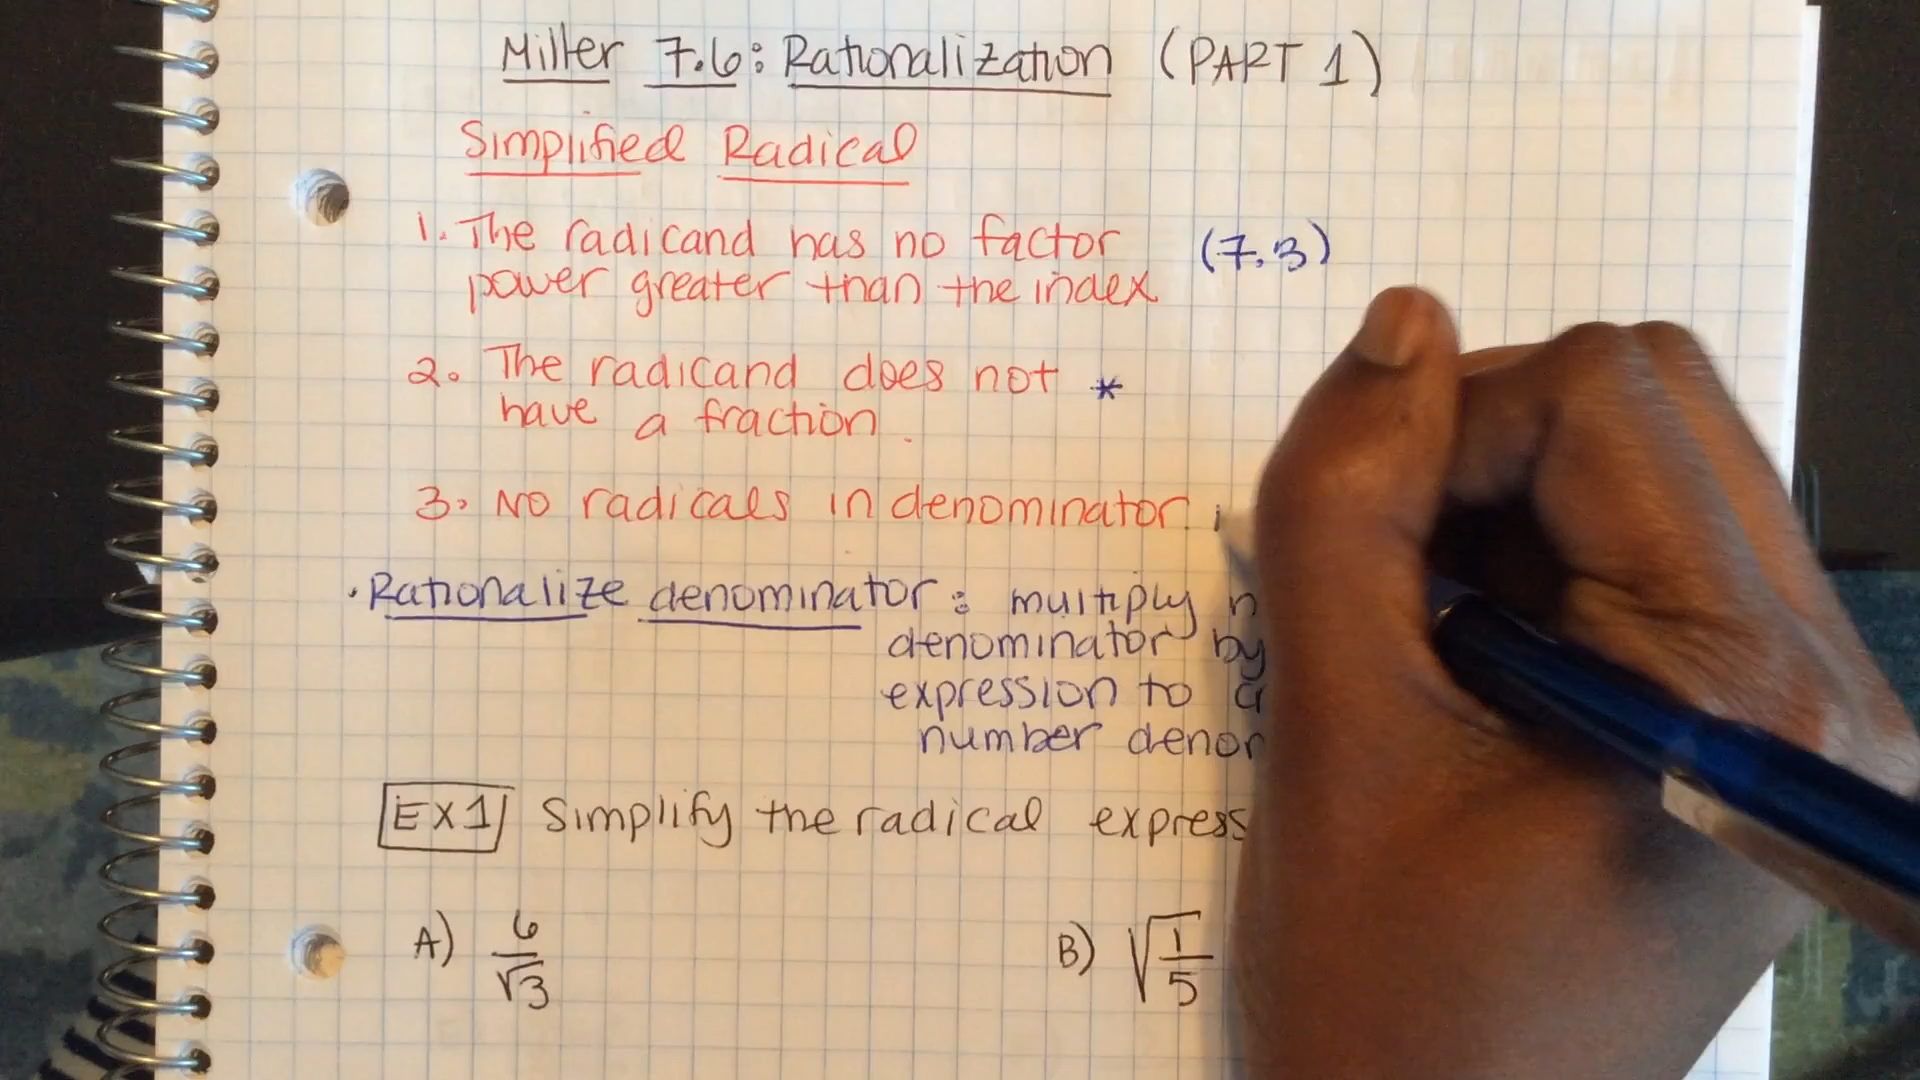 Miller 7.6: Rationalization (PART 1)
Simplified Radical
1. The radicand has no factor (7.3)
power greater than the index
2. The radicand does not *
have a fraction.
3. No radicals in denominator
• Rationalize denominator: multiply
denominator by
expression to
number
EX1 Simplify the radical
A) 6/√3
B) √1/5